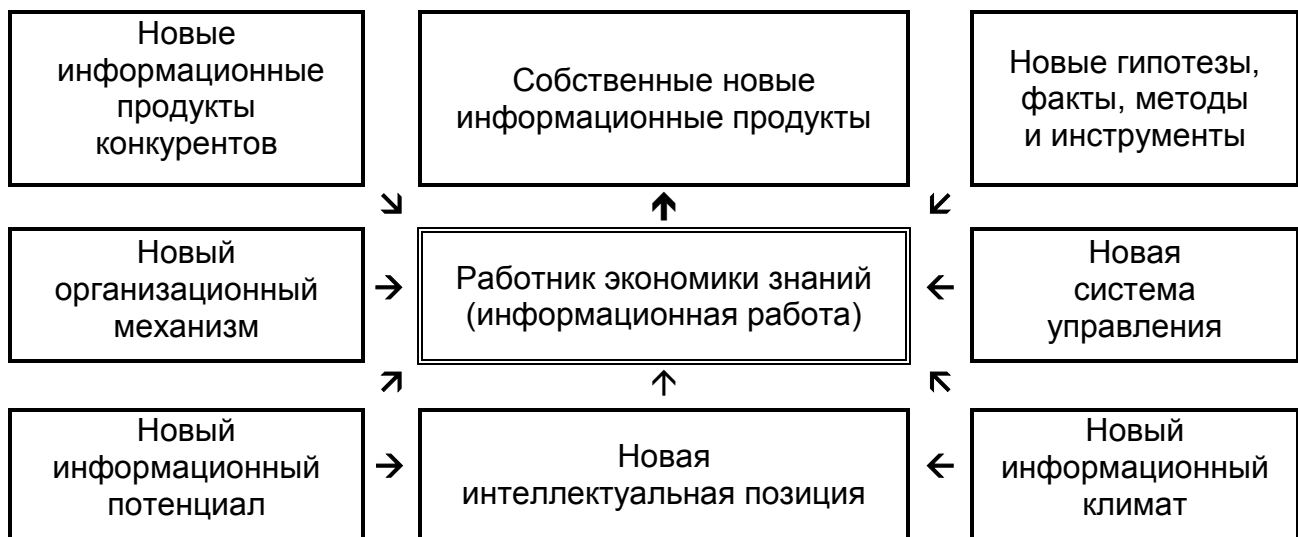 Новые
информационные
продукты
конкурентов
Собственные новые
информационные продукты
Новые гипотезы,
факты, методы
и инструменты
Новый
организационный
механизм
Работник экономики знаний
(информационная работа)
Новая
система
управления
Новый
информационный
потенциал
Новая
интеллектуальная позиция
Новый
информационный
климат